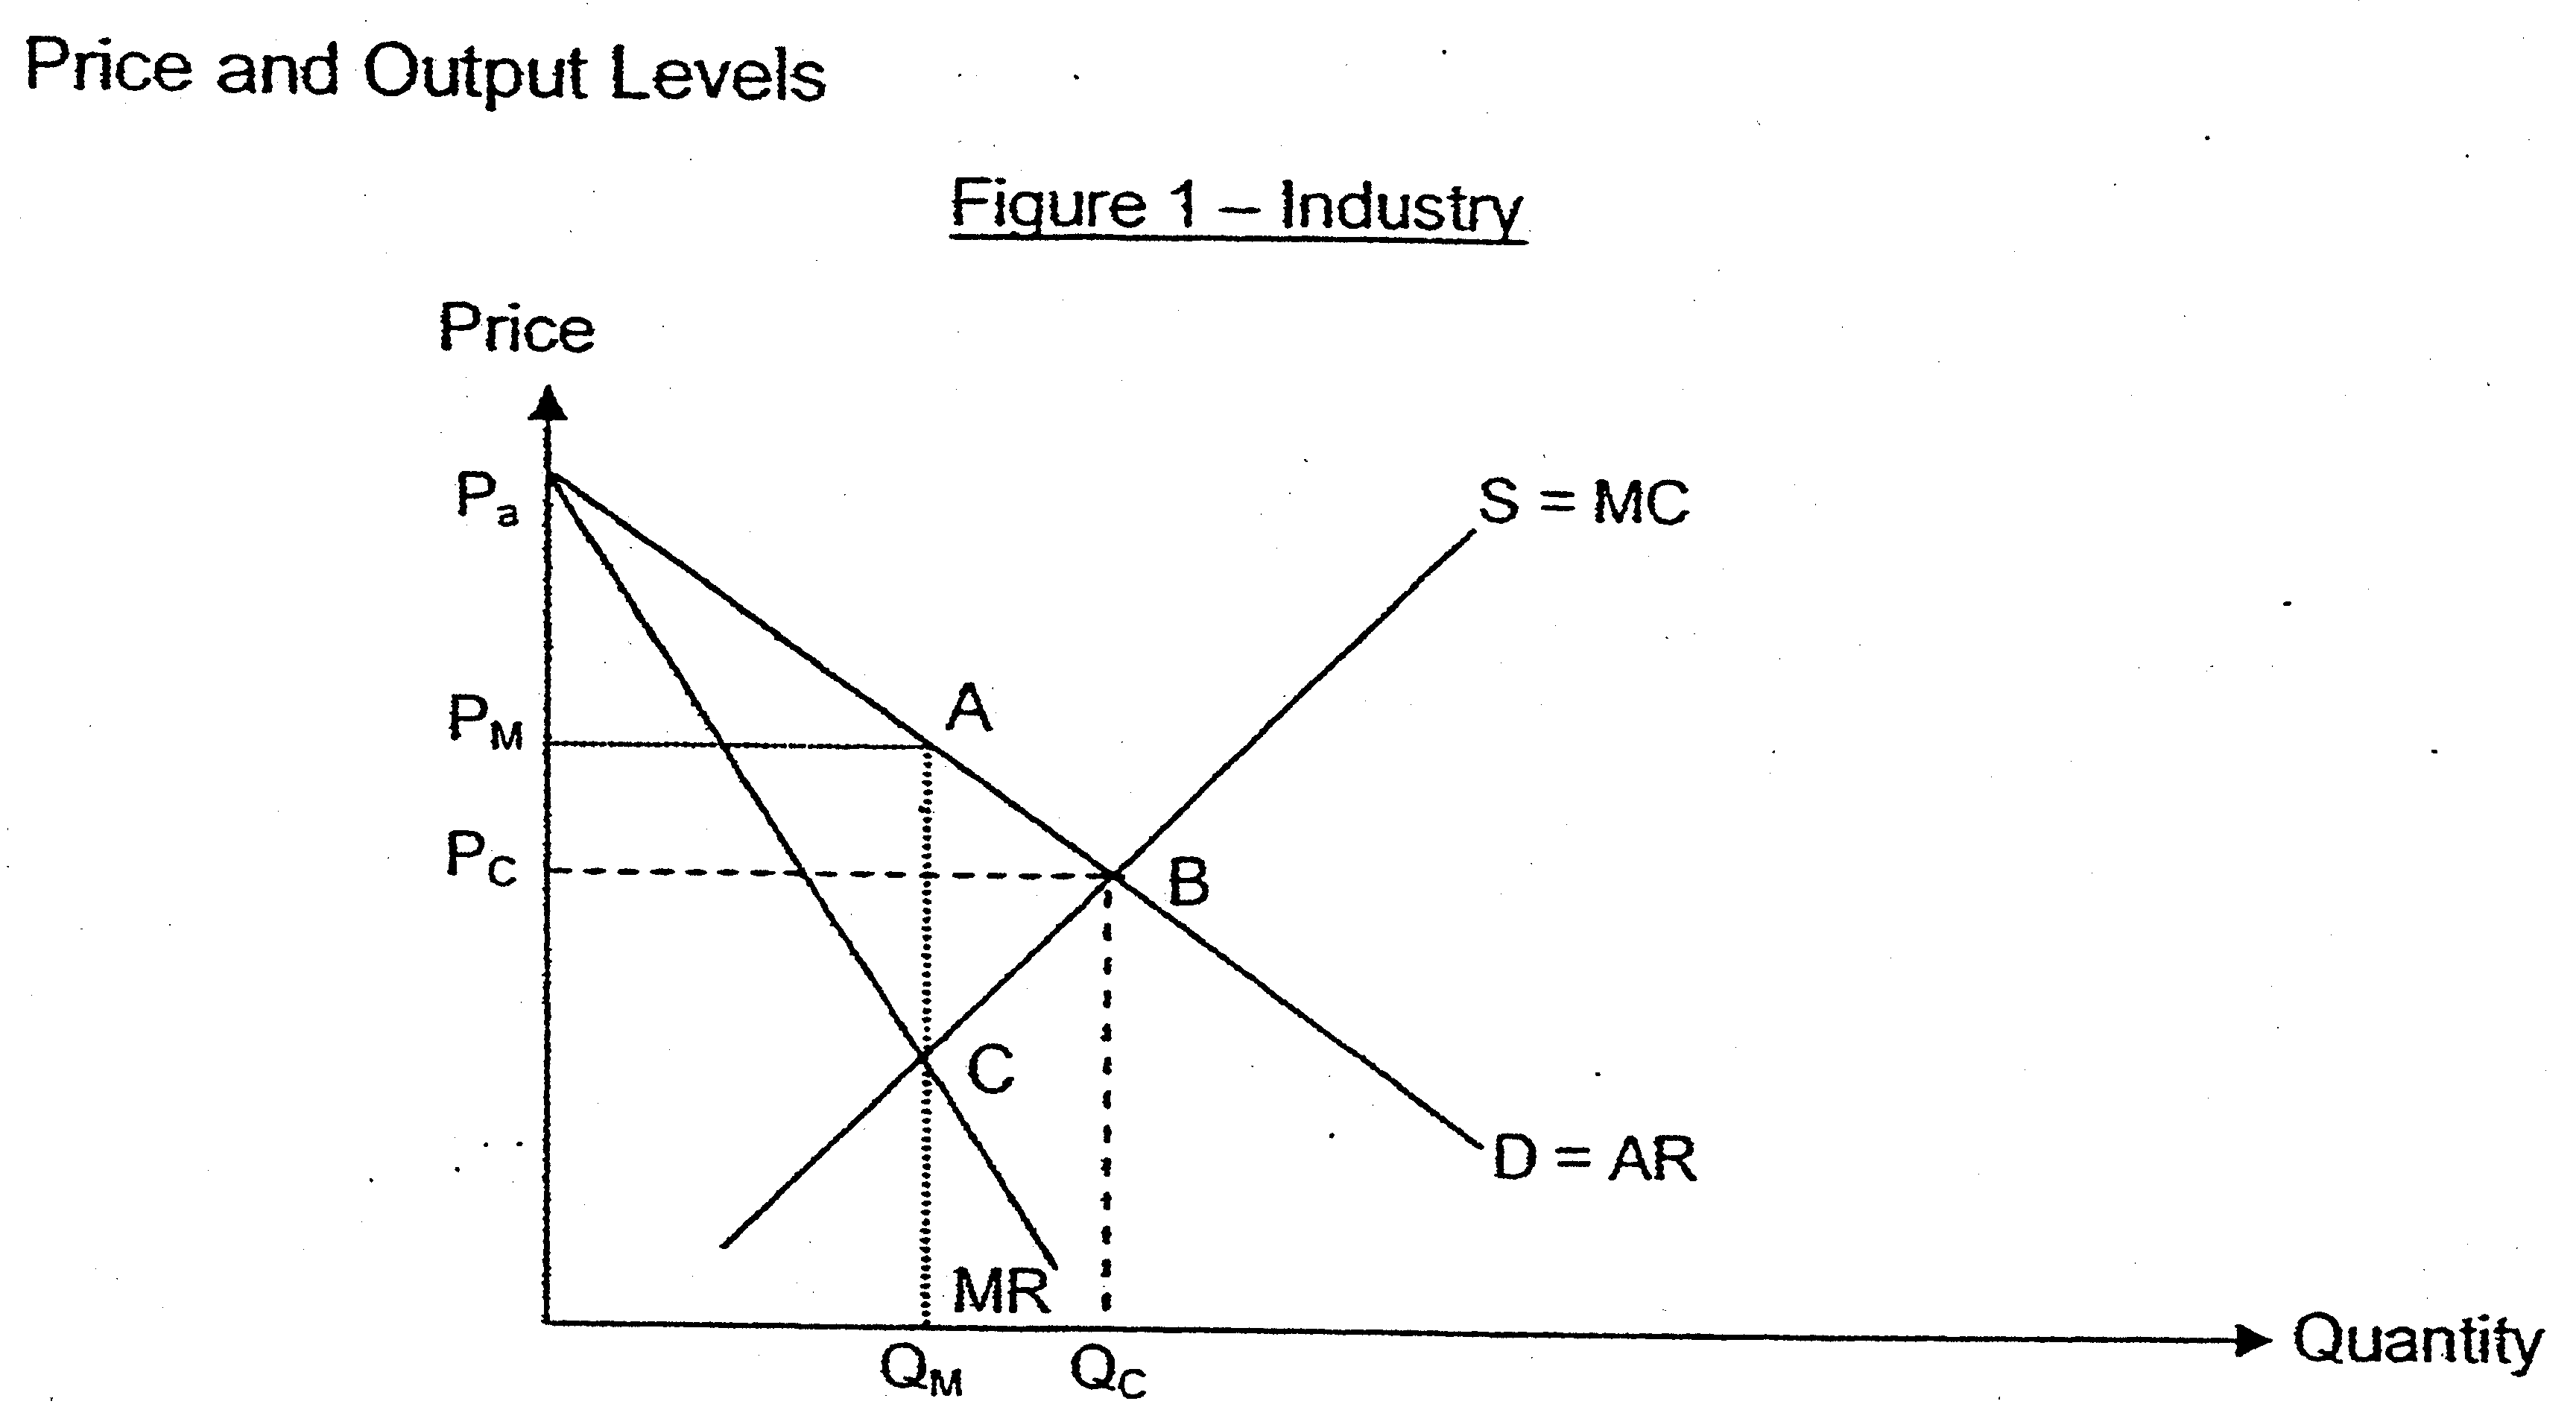 Price and Output Levels
Figure 1 – Industry
Price
Pa
S = MC
PM
A
PC
B
C
D = AR
MR
QM
QC
Quantity